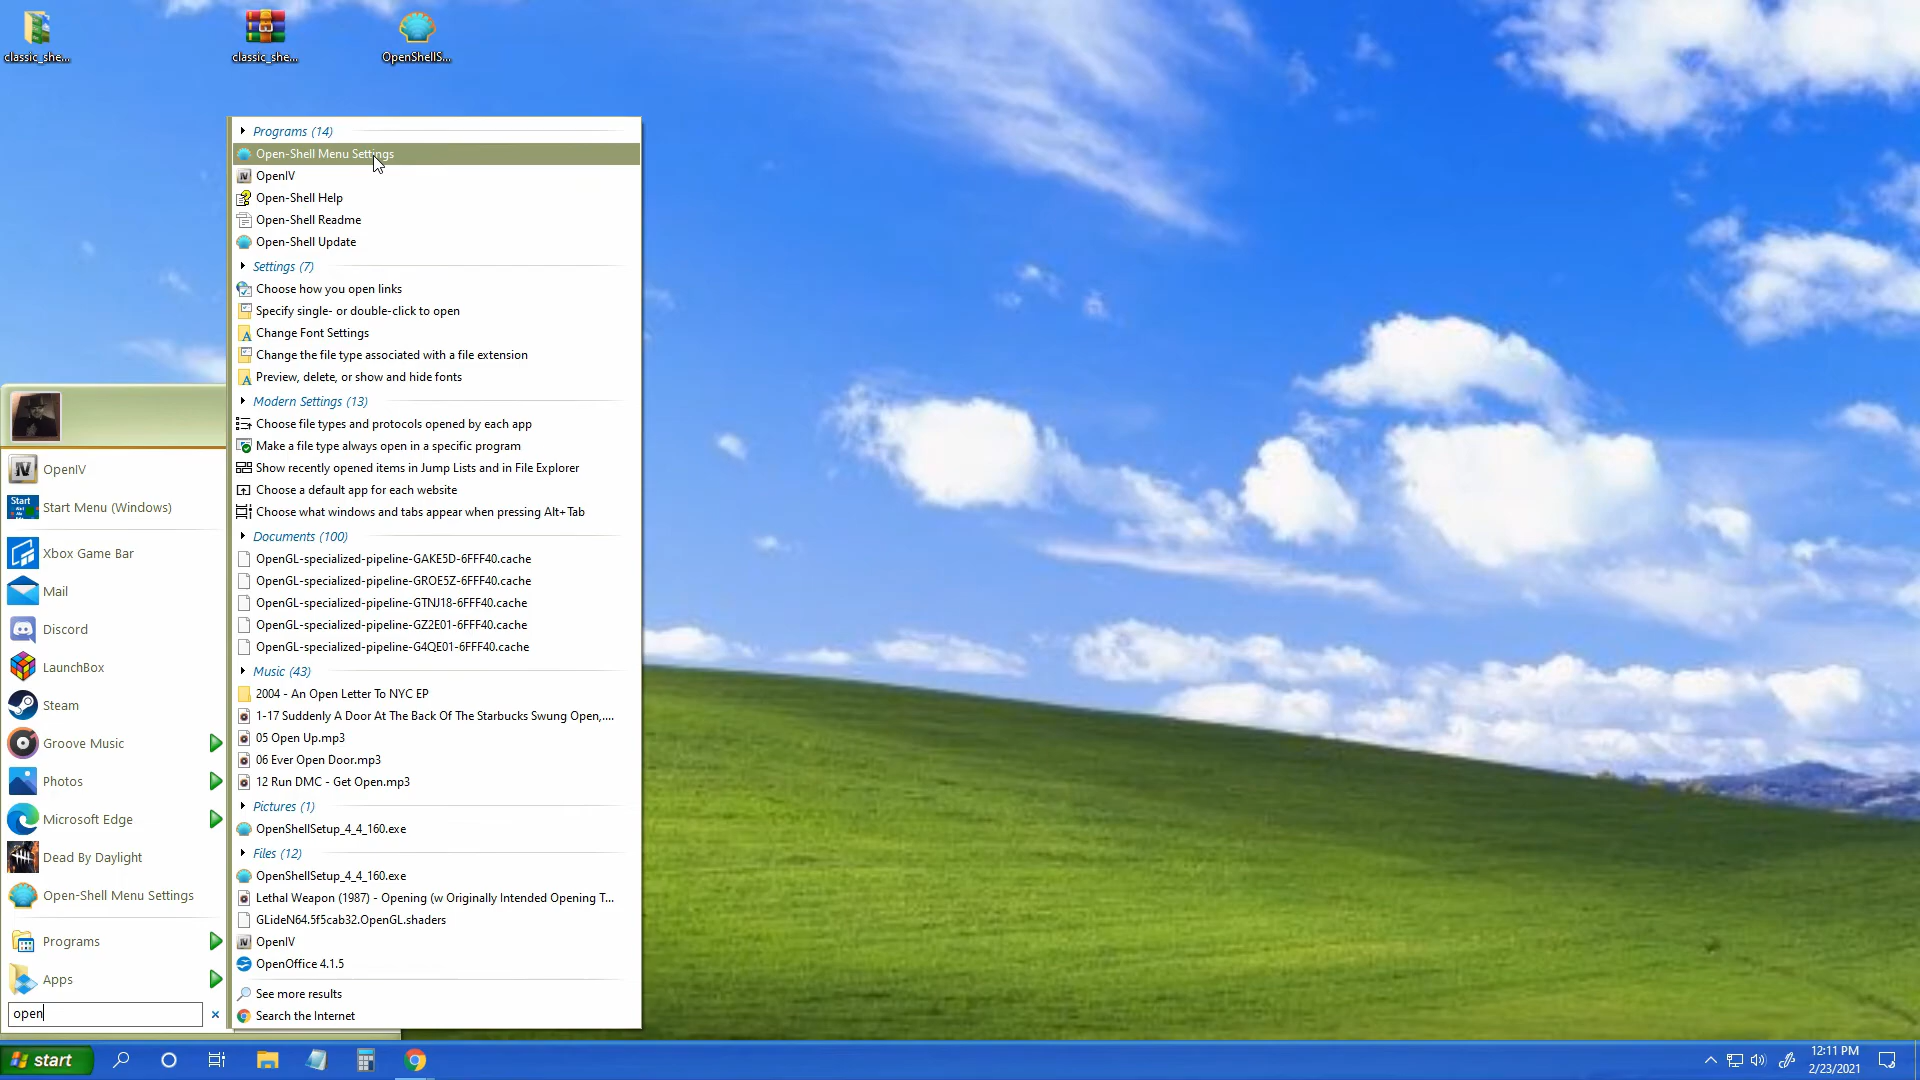 classic_she...
classic_she...
OpenShellS...
Programs (14)
Open-Shell Menu Settings
OpenIV
Open-Shell Help
Open-Shell Readme
Open-Shell Update
Settings (7)
Choose how you open links
Specify single- or double-click to open
Change Font Settings
Change the file type associated with a file extension
Preview, delete, or show and hide fonts
Modern Settings (13)
Choose file types and protocols opened by each app
Make a file type always open in a specific program
Show recently opened items in Jump Lists and in File Explorer
Choose a default app for each website
Choose what windows and tabs appear when pressing Alt+Tab
Documents (100)
OpenGL-specialized-pipeline-GAKE5D-6FFF40.cache
OpenGL-specialized-pipeline-GROE5Z-6FFF40.cache
OpenGL-specialized-pipeline-GTNJ18-6FFF40.cache
OpenGL-specialized-pipeline-GZ2E01-6FFF40.cache
OpenGL-specialized-pipeline-G4QE01-6FFF40.cache
Music (43)
2004 - An Open Letter To NYC EP
1-17 Suddenly A Door At The Back Of The Starbucks Swung Open,....
05 Open Up.mp3
06 Ever Open Door.mp3
12 Run DMC - Get Open.mp3
Pictures (1)
OpenShellSetup_4_4_160.exe
Files (12)
OpenShellSetup_4_4_160.exe
Lethal Weapon (1987) - Opening (w Originally Intended Opening T...
GLideN64.5f5cab32.OpenGL.shaders
OpenIV
OpenOffice 4.1.5
See more results
Search the Internet
OpenIV
Start
Start Menu (Windows)
Xbox Game Bar
Mail
Discord
LaunchBox
Steam
Groove Music
Photos
Microsoft Edge
Dead By Daylight
Open-Shell Menu Settings
Programs
Apps
open
start
12:11 PM
2/23/2021